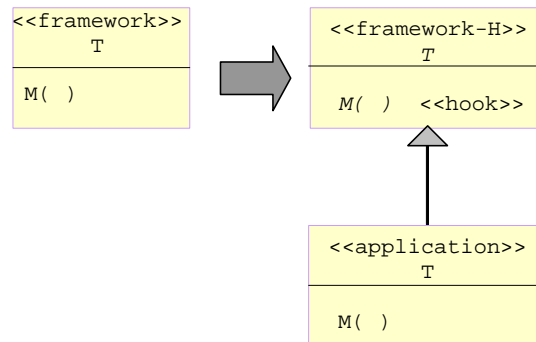 <<framework>>
T
M( )
<<framework-H>>
T
M( ) <<hook>>
<<application>>
T
M( )